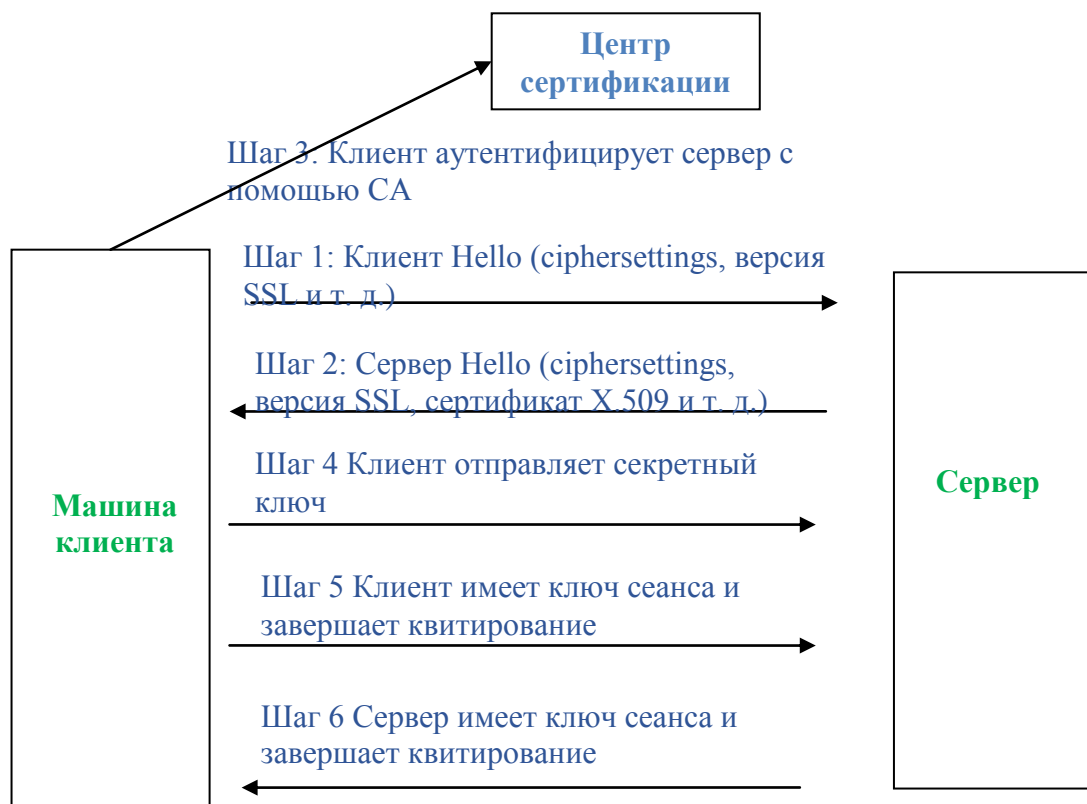 Центр
сертификации
Шаг 3: Клиент аутентифицирует сервер с
помощью CA
Шаг 1: Клиент Hello (ciphersettings, версия
SSL и т. д.)
Шаг 2: Сервер Hello (ciphersettings,
версия SSL, сертификат X.509 и т. д.)
Шаг 4 Клиент отправляет секретный
ключ
Сервер
Машина
клиента
Шаг 5 Клиент имеет ключ сеанса и
завершает квитирование
Шаг 6 Сервер имеет ключ сеанса и
завершает квитирование